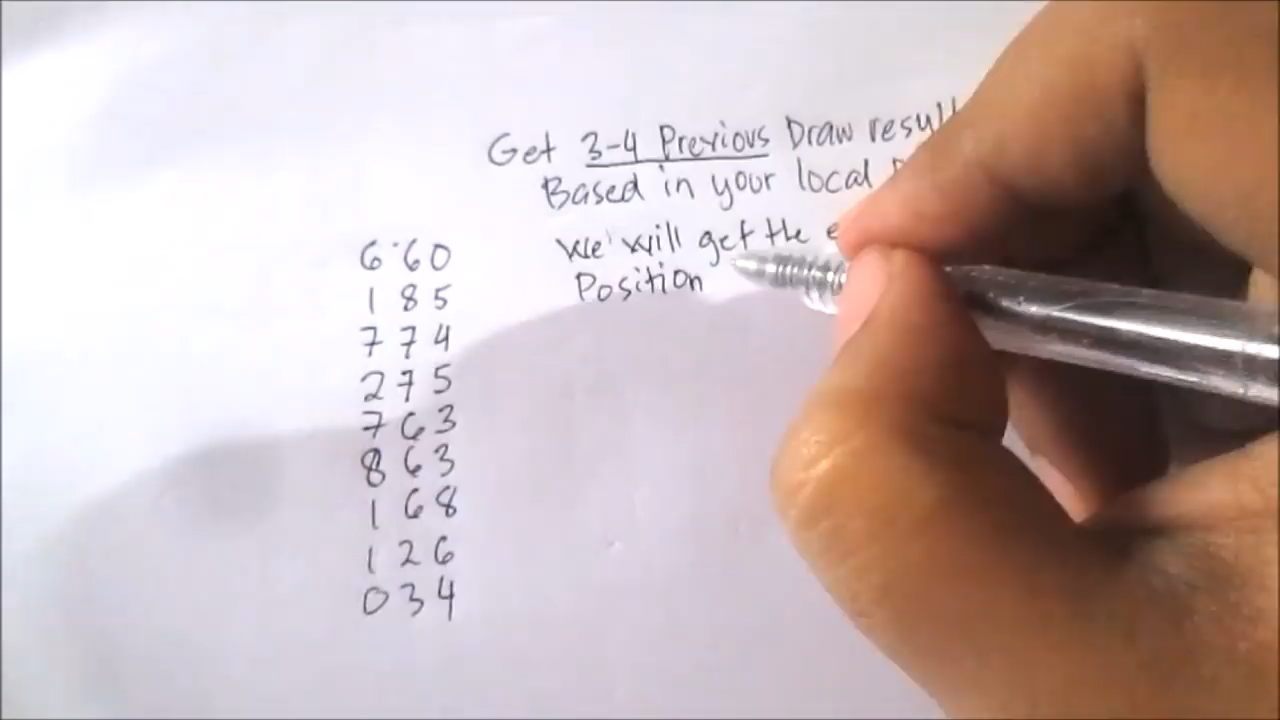 Get 3-4 Previous Draw result
Based in your local
We will get the
Position
6 6 0
1 8 5
7 7 4
2 7 5
7 6 3
8 6 3
1 6 8
1 2 6
0 3 4